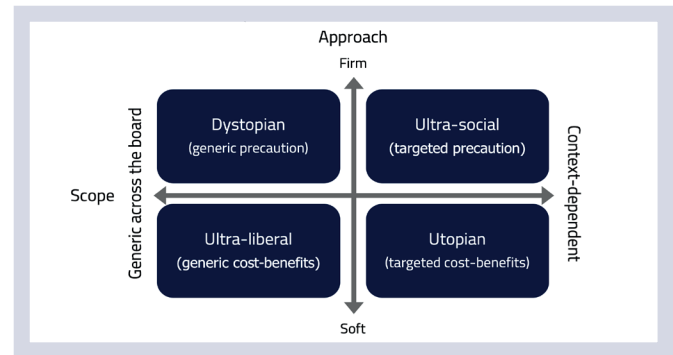 Approach
Firm
Dystopian
(generic precaution)
Ultra-social
(targeted precaution)
Generic across the board
Scope
Context-dependent
Ultra-liberal
(generic cost-benefits)
Utopian
(targeted cost-benefits)
Soft